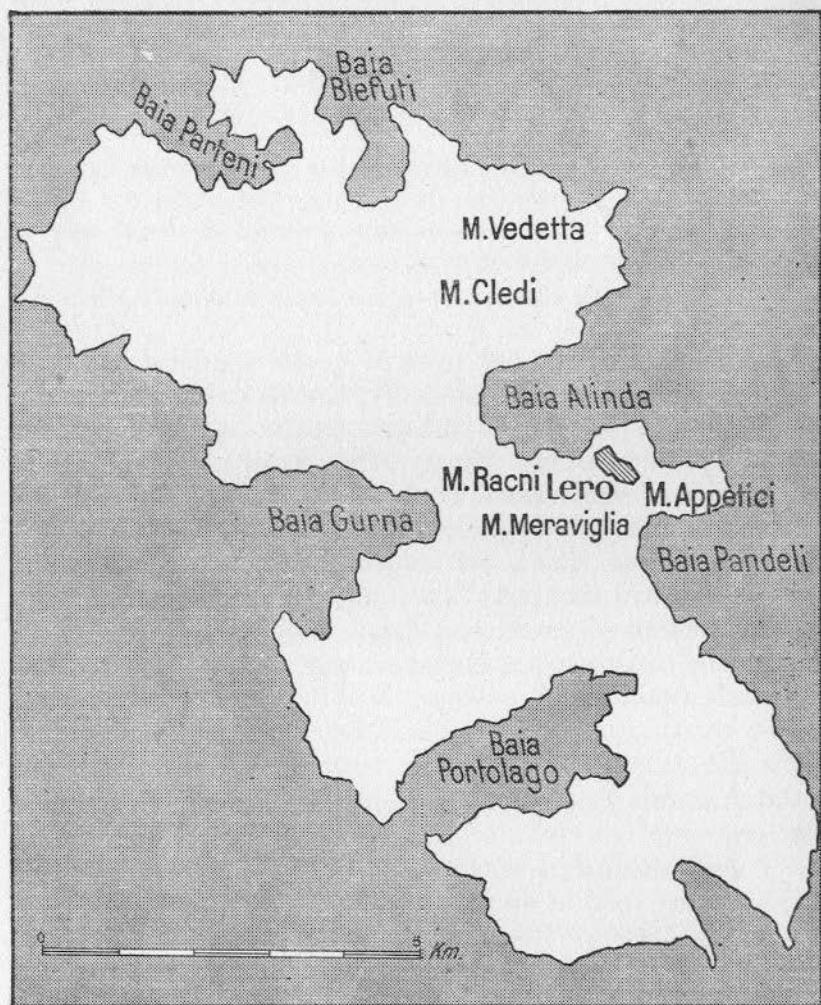 Baia
Blefuti
Baia Parteni
M.Vedetta
M.Cledi
Baia Alinda
M.Racni
Lero
M.Appetici
Baia Gurna
M.Meraviglia
Baia Pandeli
Baia
Portolago
0 5 Km.